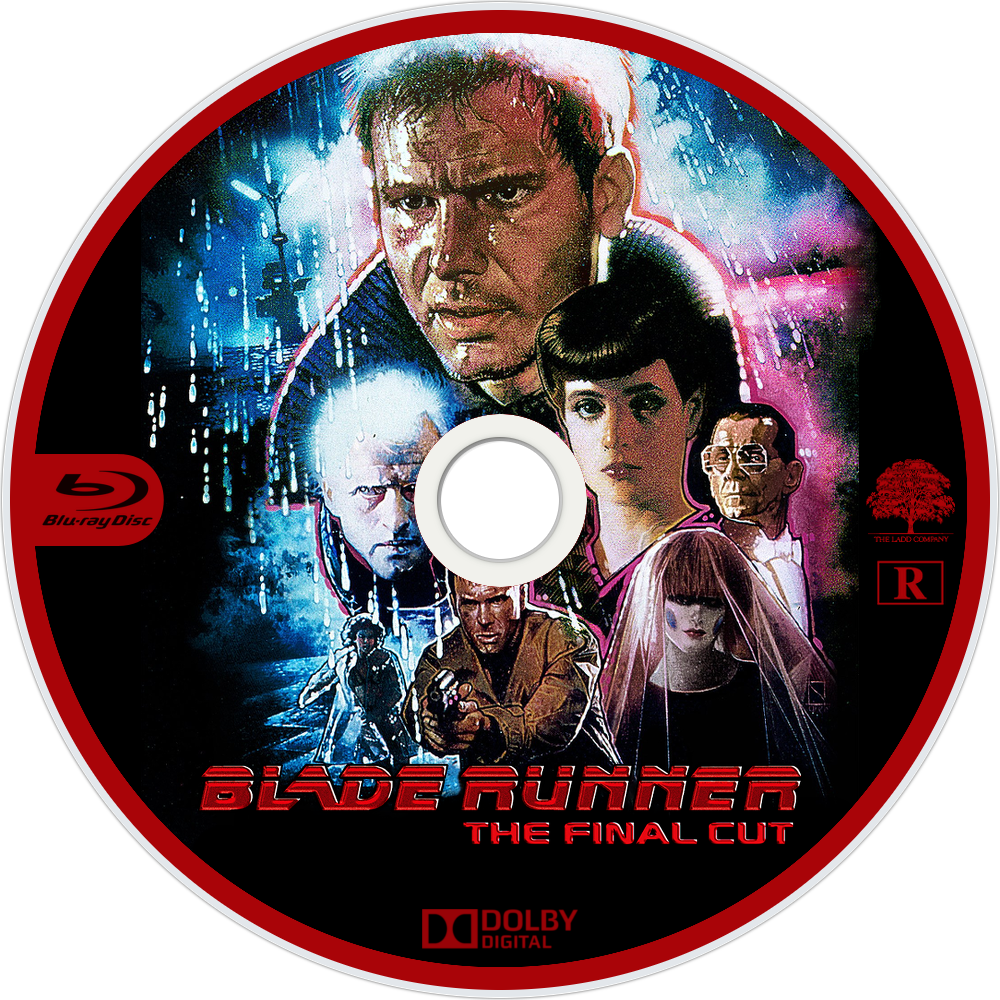 Blu-ray Disc
THE LADD COMPANY
R
BLADE RUNNER
THE FINAL CUT
DOLBY
DIGITAL